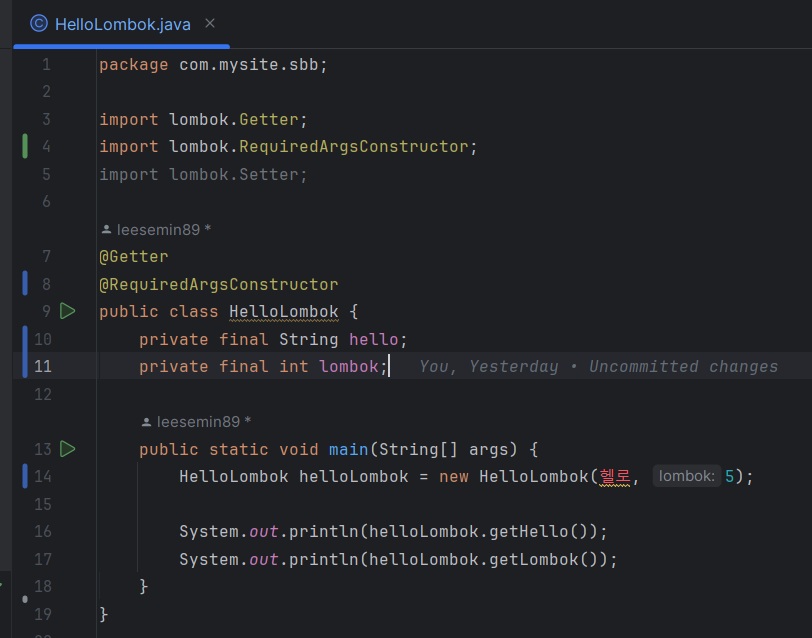 HelloLombok.java
1 package com.mysite.sbb;
2
3 import lombok.Getter;
4 import lombok.RequiredArgsConstructor;
5 import lombok.Setter;
6
leesemin89 *
7 @Getter
8 @RequiredArgsConstructor
9 public class HelloLombok {
10 private final String hello;
11 private final int lombok; You, Yesterday • Uncommitted changes
12
leesemin89 *
13 public static void main(String[] args) {
14 HelloLombok helloLombok = new HelloLombok(헬로, lombok: 5);
15
16 System.out.println(helloLombok.getHello());
17 System.out.println(helloLombok.getLombok());
18 }
19 }